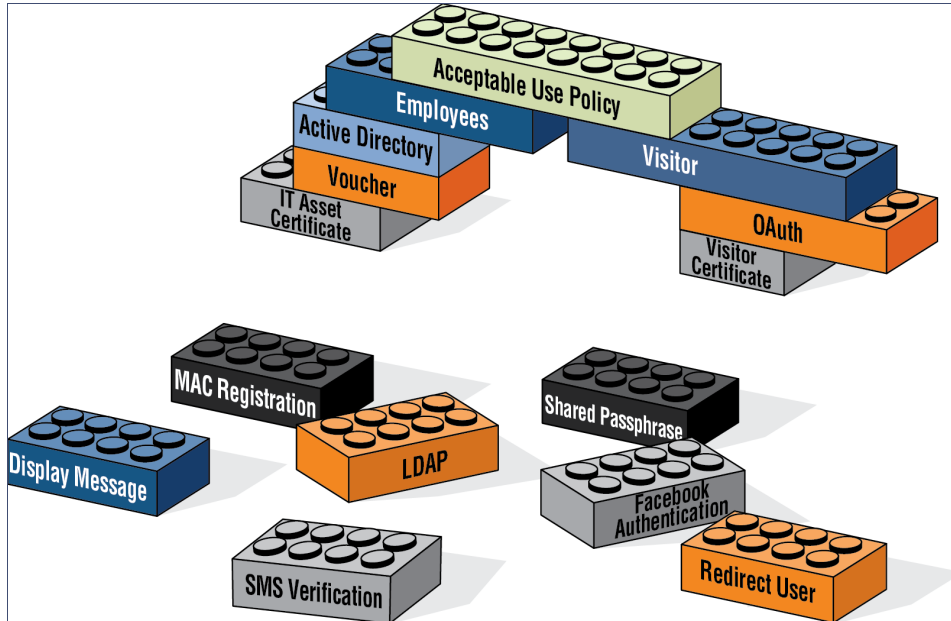 Acceptable Use Policy
Employees
Active Directory
Visitor
Voucher
IT Asset
Certificate
OAuth
Visitor
Certificate
MAC Registration
Shared Passphrase
LDAP
Display Message
Facebook
Authentication
SMS Verification
Redirect User